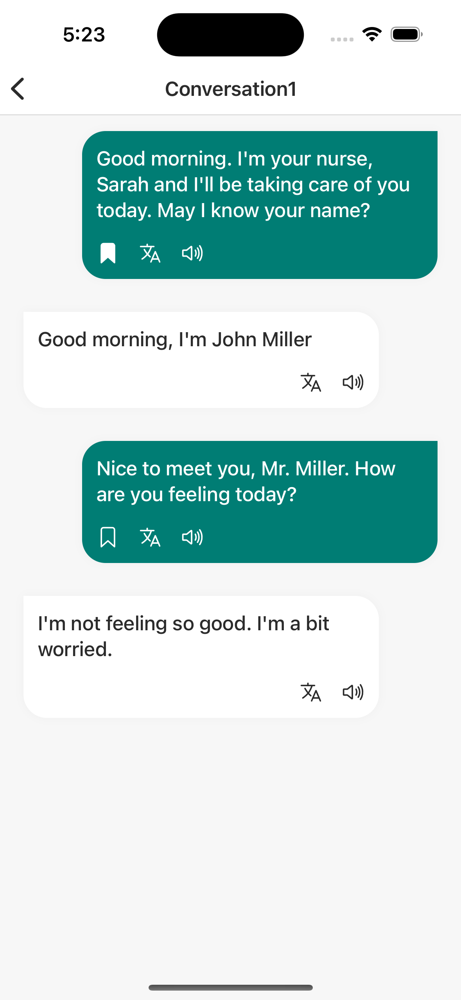 5:23
Conversation1
Good morning. I'm your nurse,
Sarah and I'll be taking care of you
today. May I know your name?
Good morning, I'm John Miller
Nice to meet you, Mr. Miller. How
are you feeling today?
I'm not feeling so good. I'm a bit
worried.